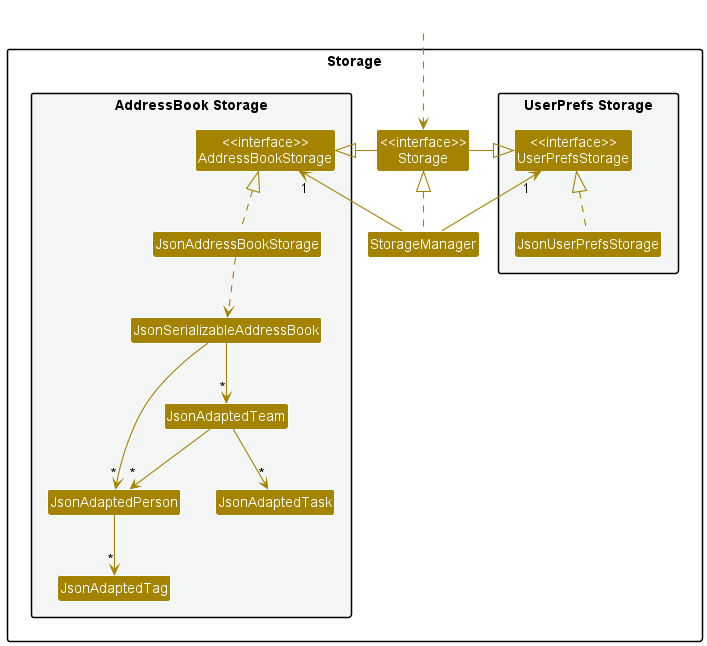 Storage
AddressBook Storage
UserPrefs Storage
<<interface>>
AddressBookStorage
<<interface>>
Storage
<<interface>>
UserPrefsStorage
1
1
JsonAddressBookStorage
StorageManager
JsonUserPrefsStorage
JsonSerializableAddressBook
*
JsonAdaptedTeam
*
*
*
JsonAdaptedPerson
JsonAdaptedTask
*
JsonAdaptedTag